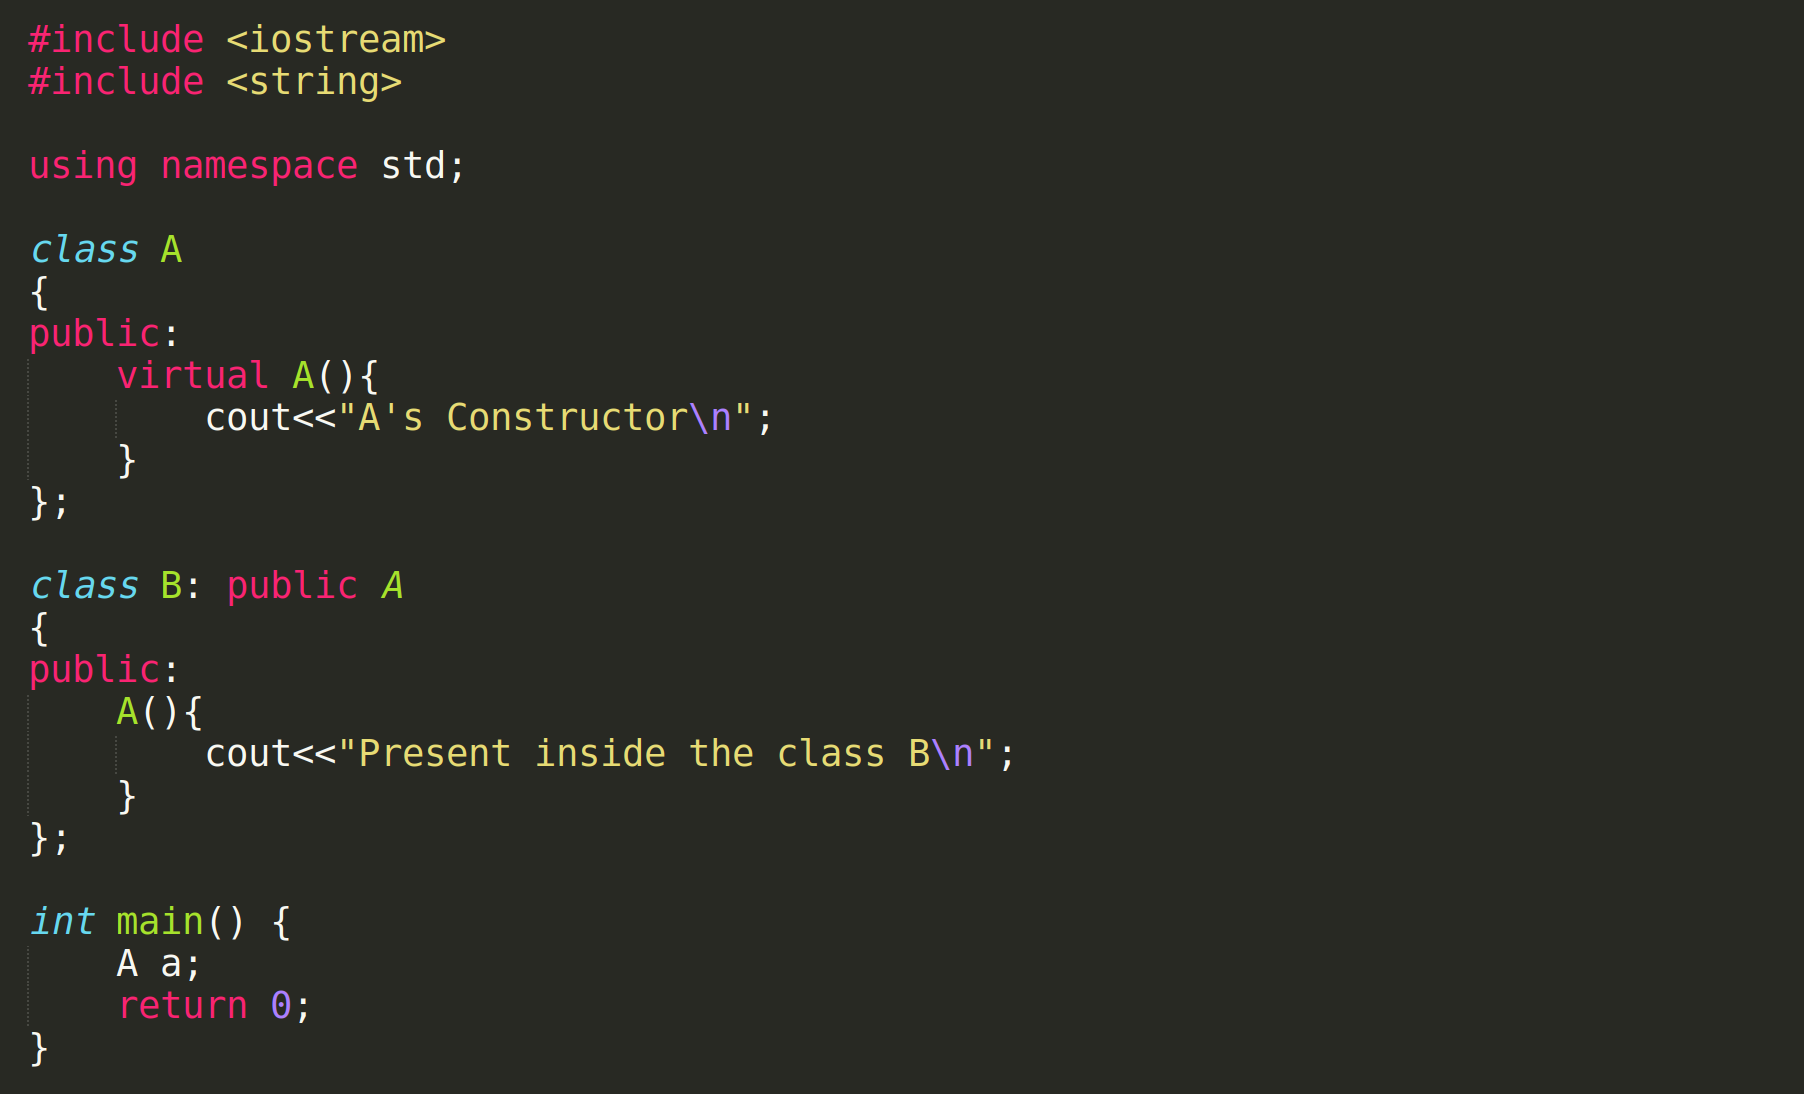 #include <iostream>
#include <string>
using namespace std;
class A
{
public:
    virtual A(){
        cout<<"A's Constructor\n";
    }
};
class B: public A
{
public:
    A(){
        cout<<"Present inside the class B\n";
    }
};
int main() {
    A a;
    return 0;
}